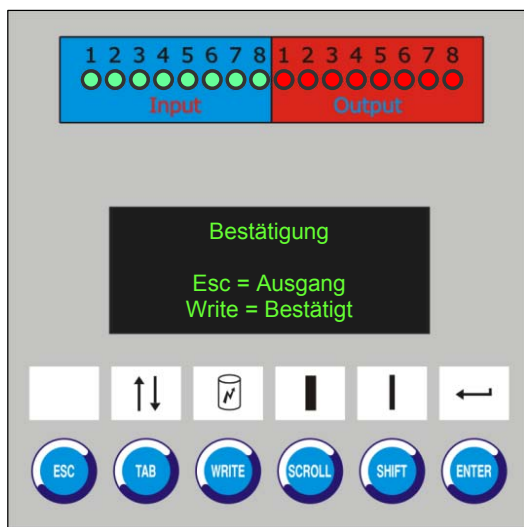 1 2 3 4 5 6 7 8 1 2 3 4 5 6 7 8
Input Output
Bestätigung
Esc = Ausgang
Write = Bestätigt
ESC TAB WRITE SCROLL SHIFT ENTER